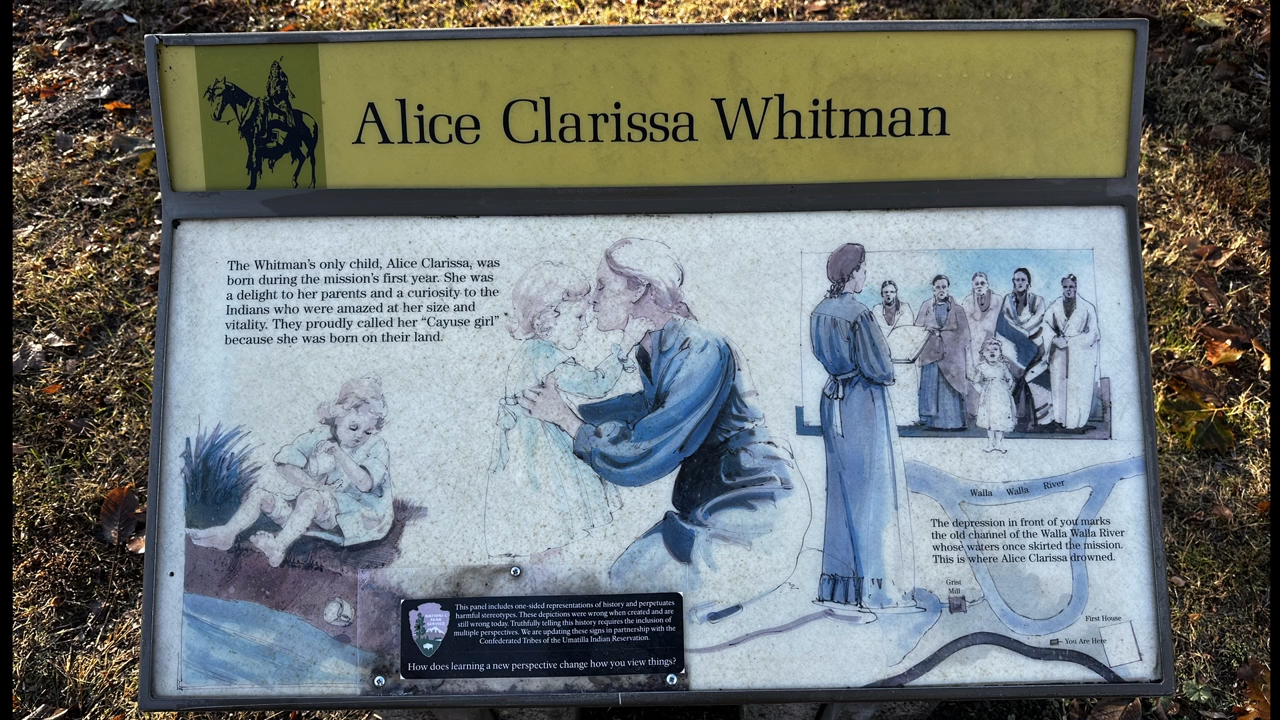 Alice Clarissa Whitman
The Whitman's only child, Alice Clarissa, was
born during the mission's first year. She was
a delight to her parents and a curiosity to the
Indians who were amazed at her size and
vitality. They proudly called her "Cayuse girl"
because she was born on their land.
Walla Walla River
The depression in front of you marks
the old channel of the Walla Walla River
whose waters once skirted the mission.
This is where Alice Clarissa drowned.
Grist
Mill
First House
You Are Here
NATIONAL
PARK
SERVICE
This panel includes one-sided representations of history and perpetuates
harmful stereotypes. These depictions were wrong when created and are
still wrong today. Truthfully telling this history requires the inclusion of
multiple perspectives. We are updating these signs in partnership with the
Confederated Tribes of the Umatilla Indian Reservation.
How does learning a new perspective change how you view things?